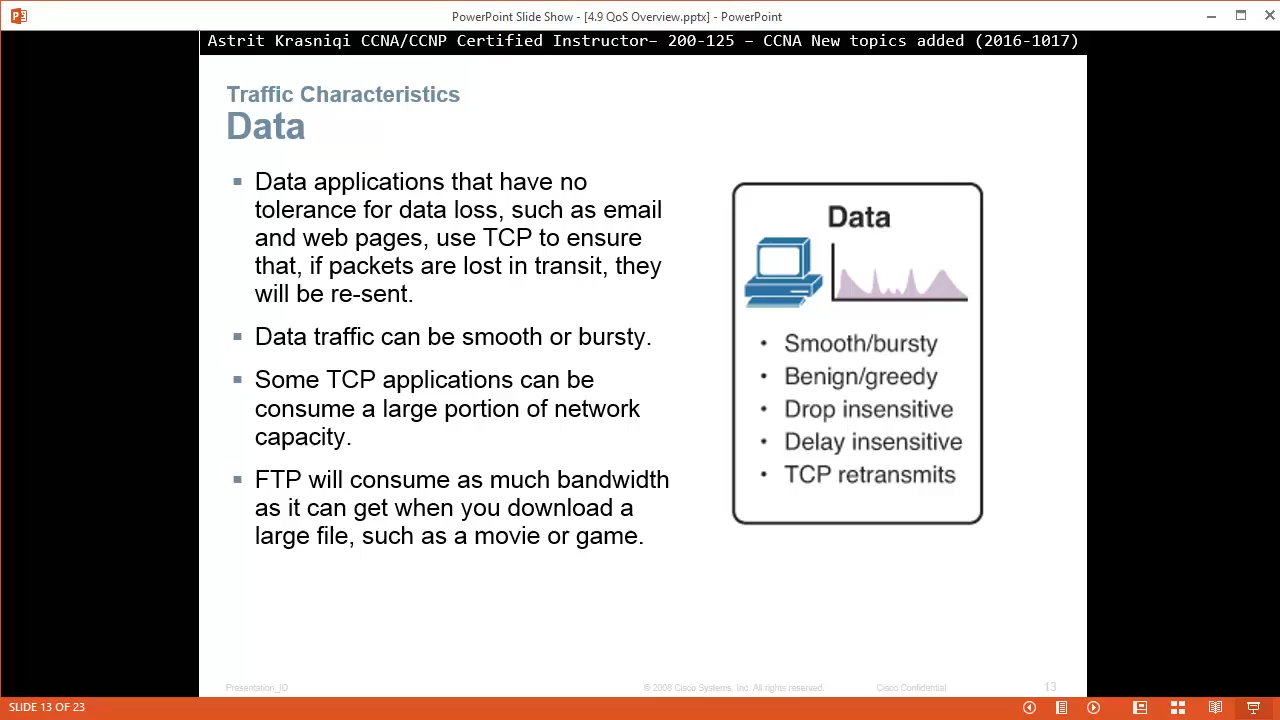 PowerPoint Slide Show - [4.9 QoS Overview.pptx] - PowerPoint
Astrit Krasniqi CCNA/CCNP Certified Instructor– 200-125 – CCNA New topics added (2016-1017)
Traffic Characteristics
Data
Data applications that have no
tolerance for data loss, such as email
and web pages, use TCP to ensure
that, if packets are lost in transit, they
will be re-sent.
Data traffic can be smooth or bursty.
Some TCP applications can be
consume a large portion of network
capacity.
FTP will consume as much bandwidth
as it can get when you download a
large file, such as a movie or game.
Data
• Smooth/bursty
• Benign/greedy
• Drop insensitive
• Delay insensitive
• TCP retransmits
Presentation_ID
© 2008 Cisco Systems, Inc. All rights reserved.
Cisco Confidential
13
SLIDE 13 OF 23